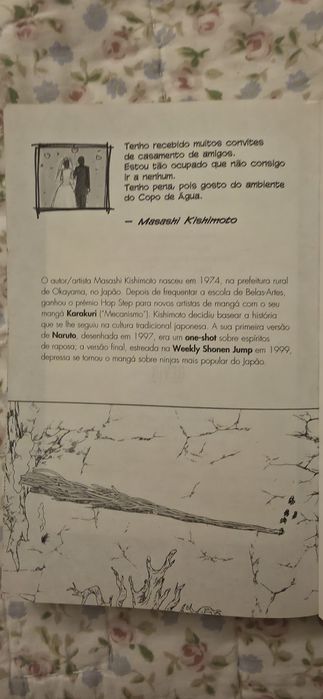 Tenho recebido muitos convites
de casamento de amigos.
Estou tão ocupado que não consigo
ir a nenhum.
Tenho pena, pois gosto do ambiente
do Copo de Água.
– Masashi Kishimoto
O autor/artista Masashi Kishimoto nasceu em 1974, na prefeitura rural
de Okayama, no Japão. Depois de frequentar a escola de Belas-Artes,
ganhou o prémio Hop Step para novos artistas de mangá com o seu
mangá Karakuri ("Mecanismo"). Kishimoto decidiu basear a história
que se lhe seguiu na cultura tradicional japonesa. A sua primeira versão
de Naruto, desenhada em 1997, era um one-shot sobre espíritos
de raposa; a versão final, estreada na Weekly Shonen Jump em 1999,
depressa se tornou o mangá sobre ninjas mais popular do Japão.